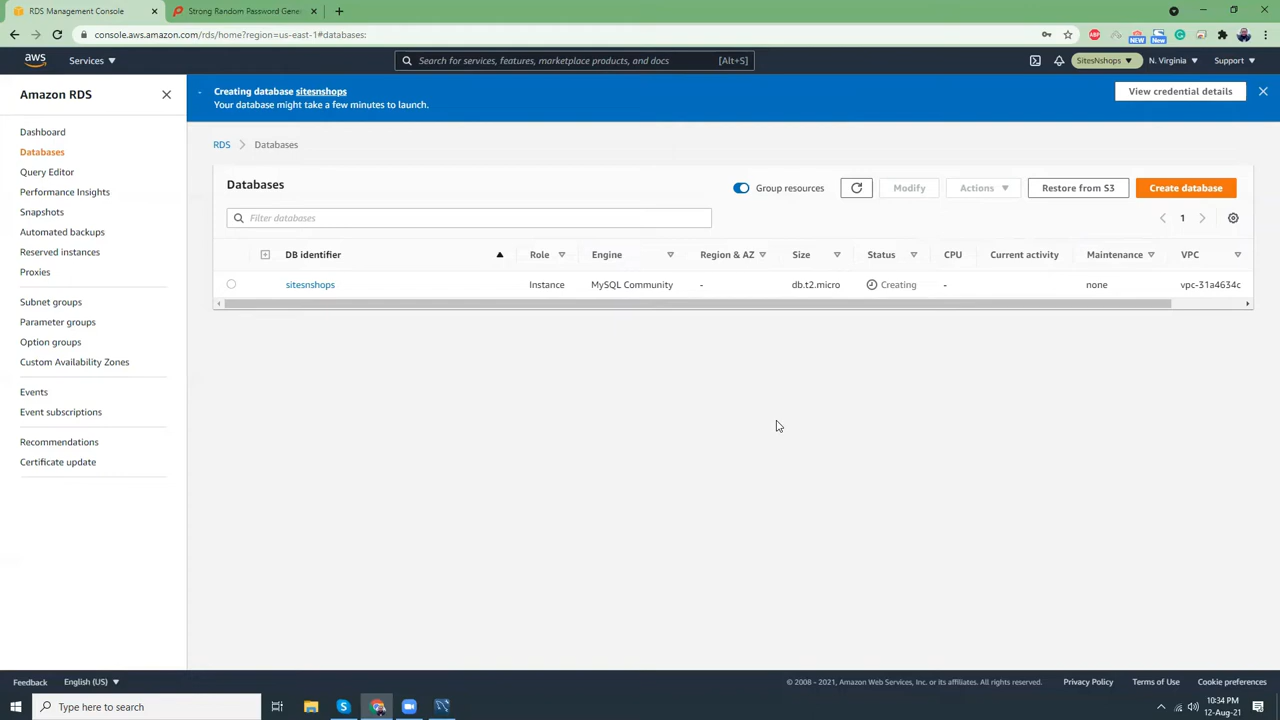 RDS Management Console
Strong Random Password Gene
console.aws.amazon.com/rds/home?region=us-east-1#databases:
aws
Services
Search for services, features, marketplace products, and docs
[Alt+S]
SitesNshops
N. Virginia
Support
Amazon RDS
Creating database sitesnshops
Your database might take a few minutes to launch.
View credential details
Dashboard
Databases
Query Editor
Performance Insights
Snapshots
Automated backups
Reserved instances
Proxies
Subnet groups
Parameter groups
Option groups
Custom Availability Zones
Events
Event subscriptions
Recommendations
Certificate update
RDS
Databases
Databases
Group resources
Modify
Actions
Restore from S3
Create database
Filter databases
1
DB identifier
Role
Engine
Region & AZ
Size
Status
CPU
Current activity
Maintenance
VPC
sitesnshops
Instance
MySQL Community
-
db.t2.micro
Creating
-
none
vpc-31a4634c
Feedback
English (US)
© 2008 - 2021, Amazon Web Services, Inc. or its affiliates. All rights reserved.
Privacy Policy
Terms of Use
Cookie preferences
Type here to search
10:34 PM
12-Aug-21